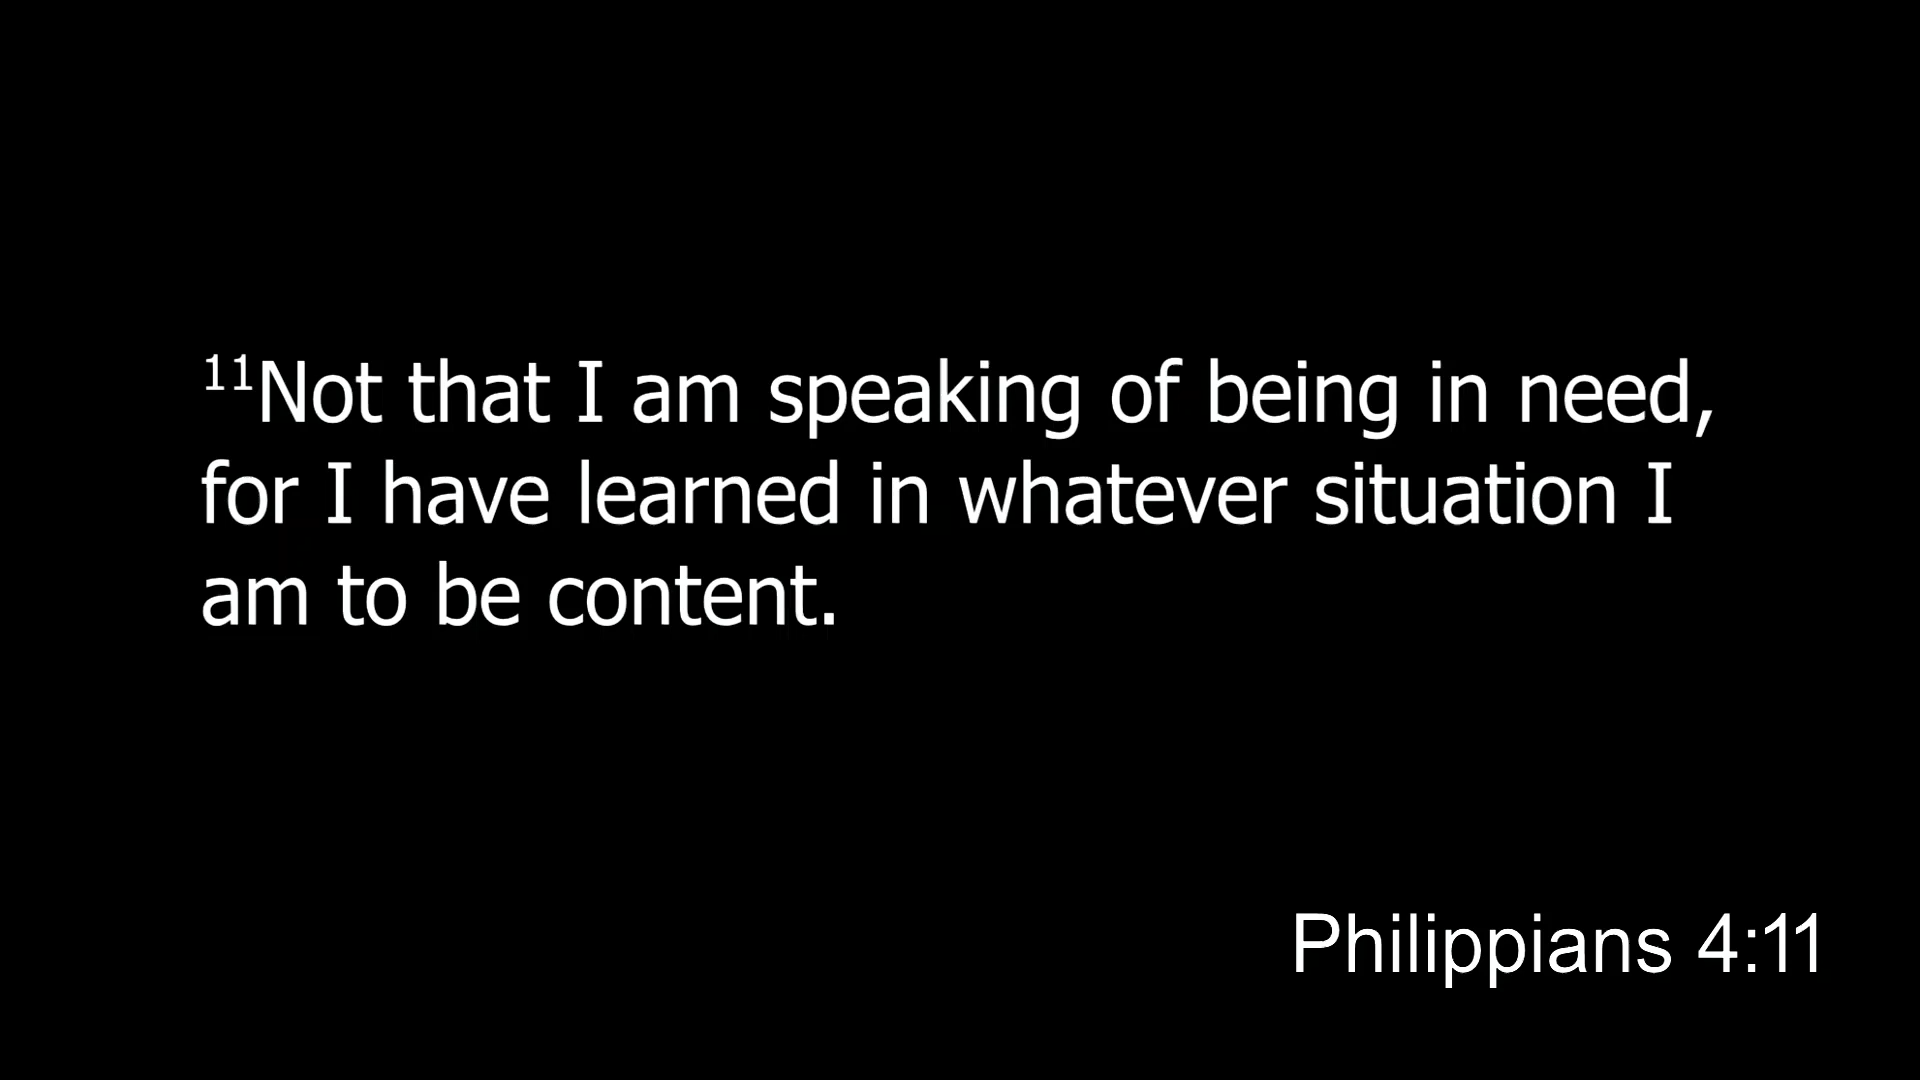 11Not that I am speaking of being in need,
for I have learned in whatever situation I
am to be content.
Philippians 4:11